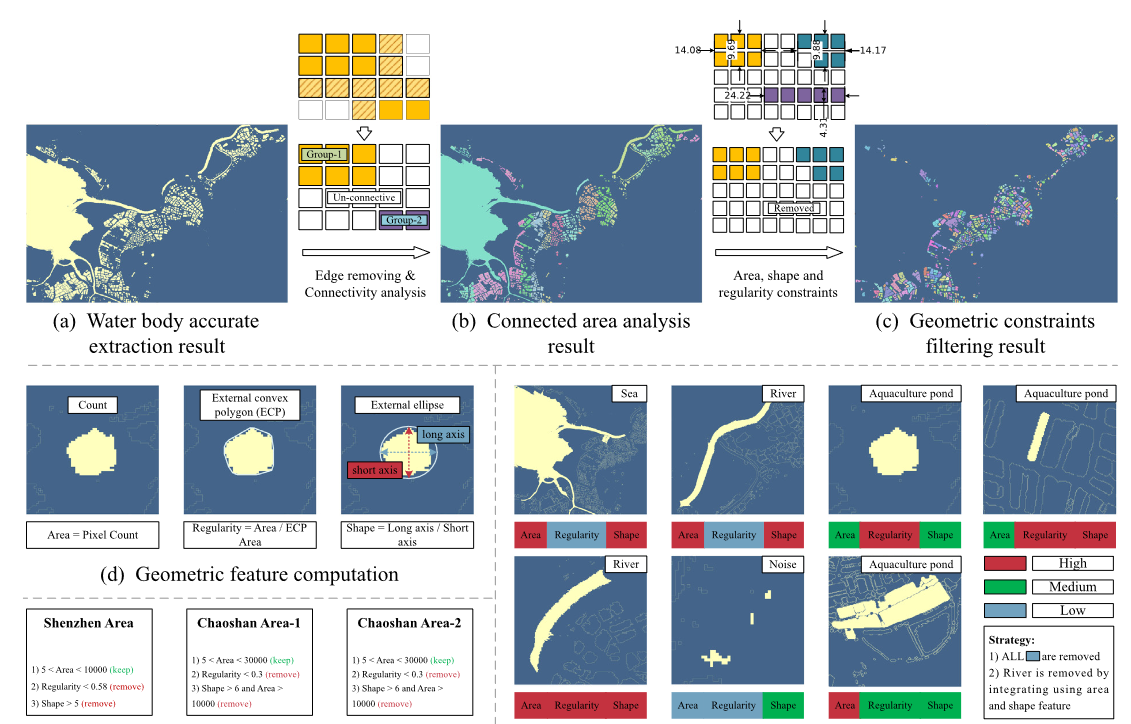 14.08
9.69
9.88
14.17
24.22
4.31
Group-1
Un-connective
Group-2
Removed
Edge removing &
Connectivity analysis
Area, shape and
regularity constraints
(a) Water body accurate
extraction result
(b) Connected area analysis
result
(c) Geometric constraints
filtering result
Count
External convex
polygon (ECP)
External ellipse
long axis
short axis
Area = Pixel Count
Regularity = Area / ECP
Area
Shape = Long axis / Short
axis
(d) Geometric feature computation
Shenzhen Area
1) 5 < Area < 10000 (keep)
2) Regularity < 0.58 (remove)
3) Shape > 5 (remove)
Chaoshan Area-1
1) 5 < Area < 30000 (keep)
2) Regularity < 0.3 (remove)
3) Shape > 6 and Area >
10000 (remove)
Chaoshan Area-2
1) 5 < Area < 30000 (keep)
2) Regularity < 0.3 (remove)
3) Shape > 6 and Area >
10000 (remove)
Sea
River
Aquaculture pond
Aquaculture pond
Area Regularity Shape
Area Regularity Shape
Area Regularity Shape
Area Regularity Shape
River
Noise
Aquaculture pond
High
Medium
Low
Strategy:
1) ALL are removed
2) River is removed by
integrating using area
and shape feature
Area Regularity Shape
Area Regularity Shape
Area Regularity Shape